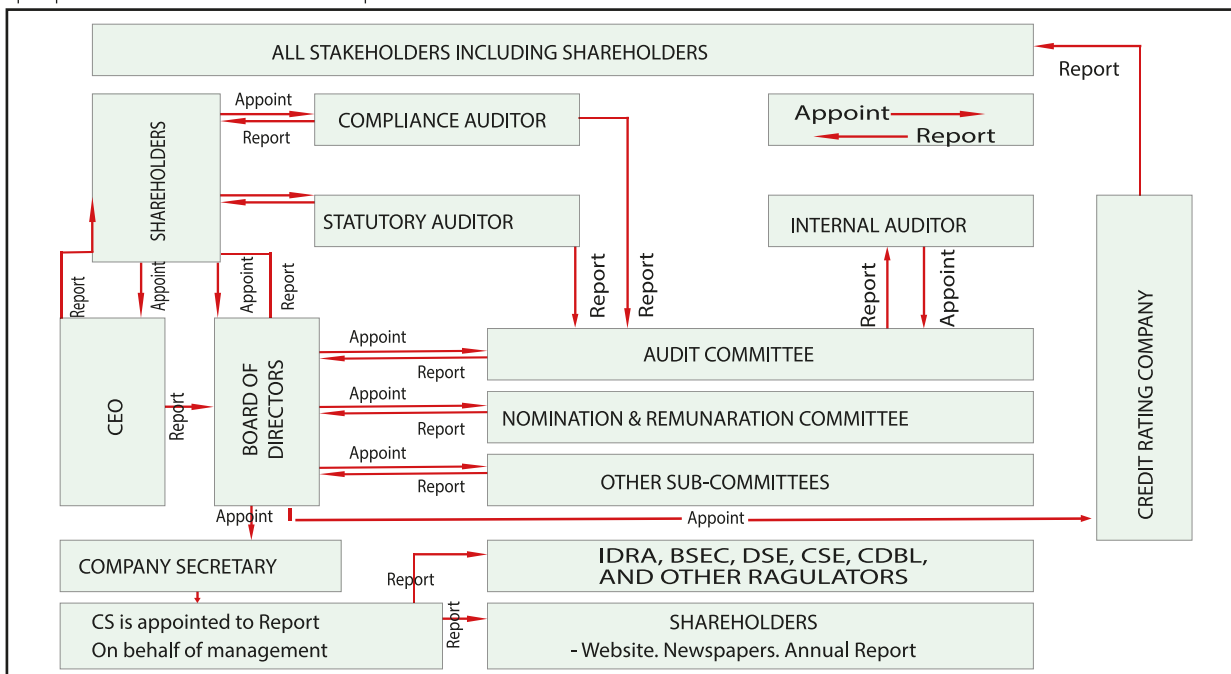 ALL STAKEHOLDERS INCLUDING SHAREHOLDERS
Report
SHAREHOLDERS
Appoint
Report
COMPLIANCE AUDITOR
Appoint
Report
STATUTORY AUDITOR
INTERNAL AUDITOR
CREDIT RATING COMPANY
Report
Appoint
Appoint
Report
Report
Report
Report
Appoint
CEO
Report
BOARD OF
DIRECTORS
Appoint
Report
AUDIT COMMITTEE
Appoint
Report
NOMINATION & REMUNARATION COMMITTEE
Appoint
Report
OTHER SUB-COMMITTEES
Appoint
Appoint
COMPANY SECRETARY
Report
IDRA, BSEC, DSE, CSE, CDBL,
AND OTHER RAGULATORS
CS is appointed to Report
On behalf of management
Report
SHAREHOLDERS
- Website. Newspapers. Annual Report